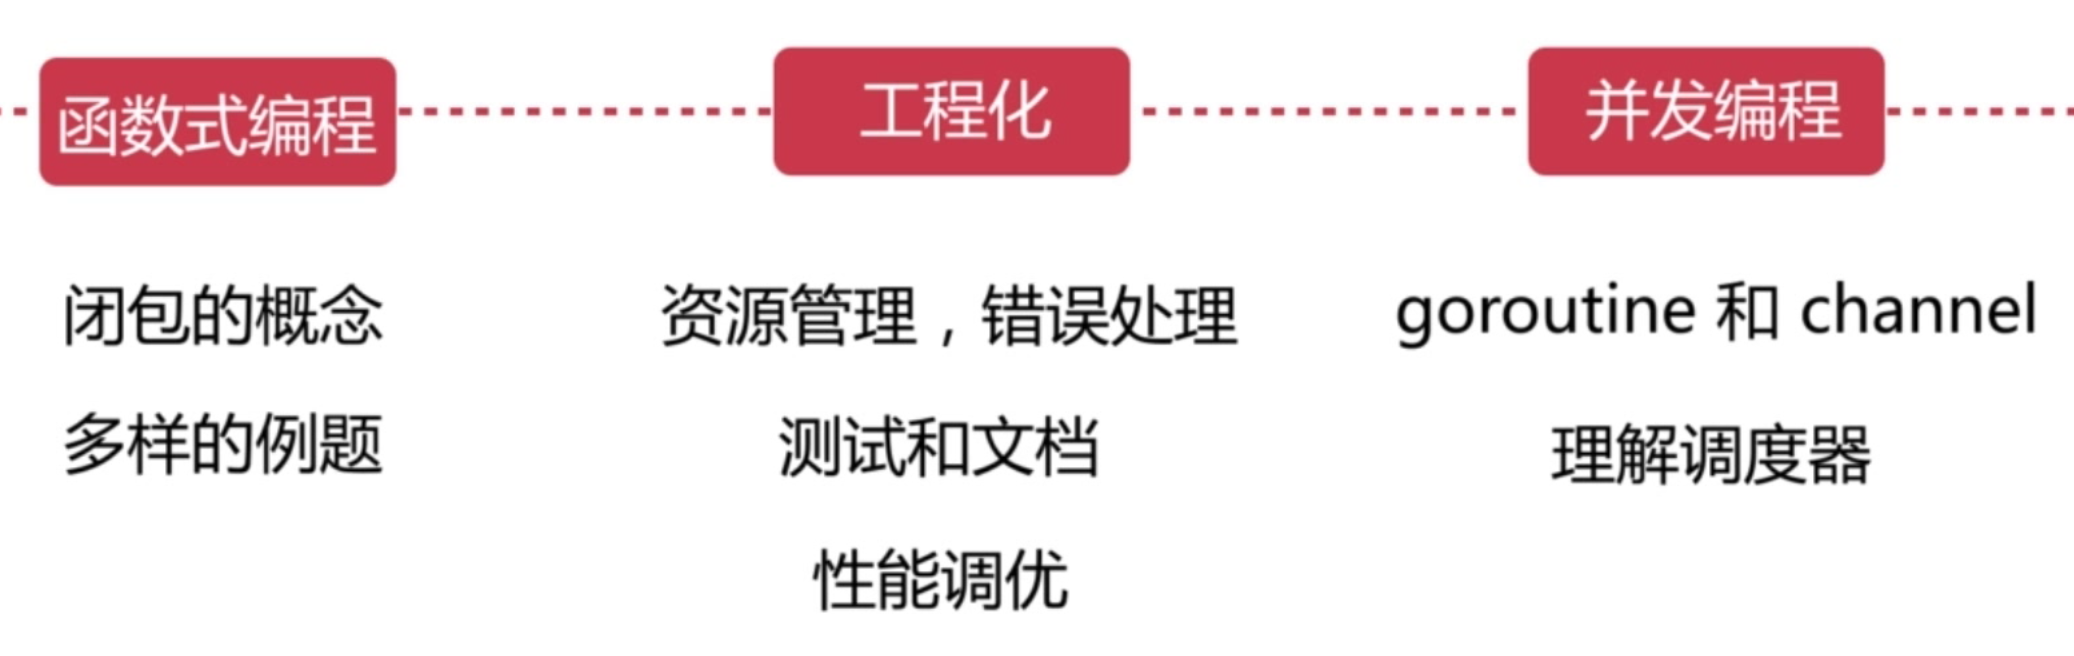 函数式编程
闭包的概念
多样的例题
工程化
资源管理，错误处理
测试和文档
性能调优
并发编程
goroutine 和 channel
理解调度器